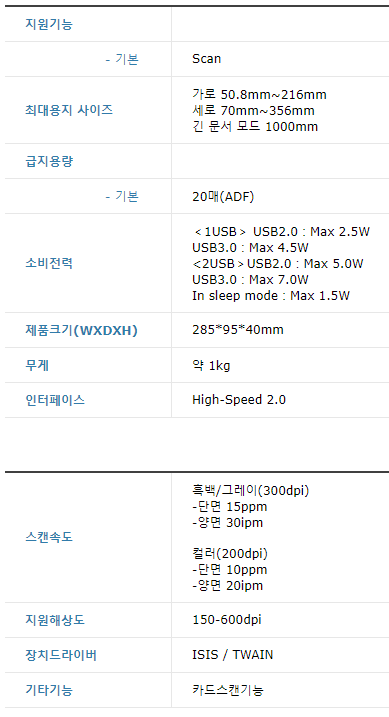 지원기능
- 기본 Scan
최대용지 사이즈
가로 50.8mm~216mm
세로 70mm~356mm
긴 문서 모드 1000mm
급지용량
- 기본 20매(ADF)
소비전력
<1USB> USB2.0 : Max 2.5W
USB3.0 : Max 4.5W
<2USB>USB2.0 : Max 5.0W
USB3.0 : Max 7.0W
In sleep mode : Max 1.5W
제품크기(WXDXH) 285*95*40mm
무게 약 1kg
인터페이스 High-Speed 2.0
스캔속도
흑백/그레이(300dpi)
-단면 15ppm
-양면 30ipm
컬러(200dpi)
-단면 10ppm
-양면 20ipm
지원해상도 150-600dpi
장치드라이버 ISIS / TWAIN
기타기능 카드스캔기능